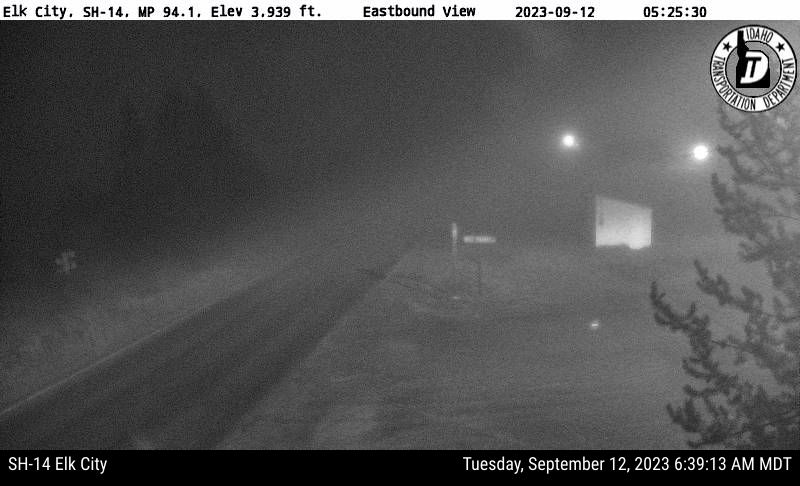 Elk City, SH-14, MP 94.1, Elev 3,939 ft. Eastbound View 2023-09-12 05:25:30
IDAHO TRANSPORTATION DEPARTMENT
SH-14 Elk City Tuesday, September 12, 2023 6:39:13 AM MDT